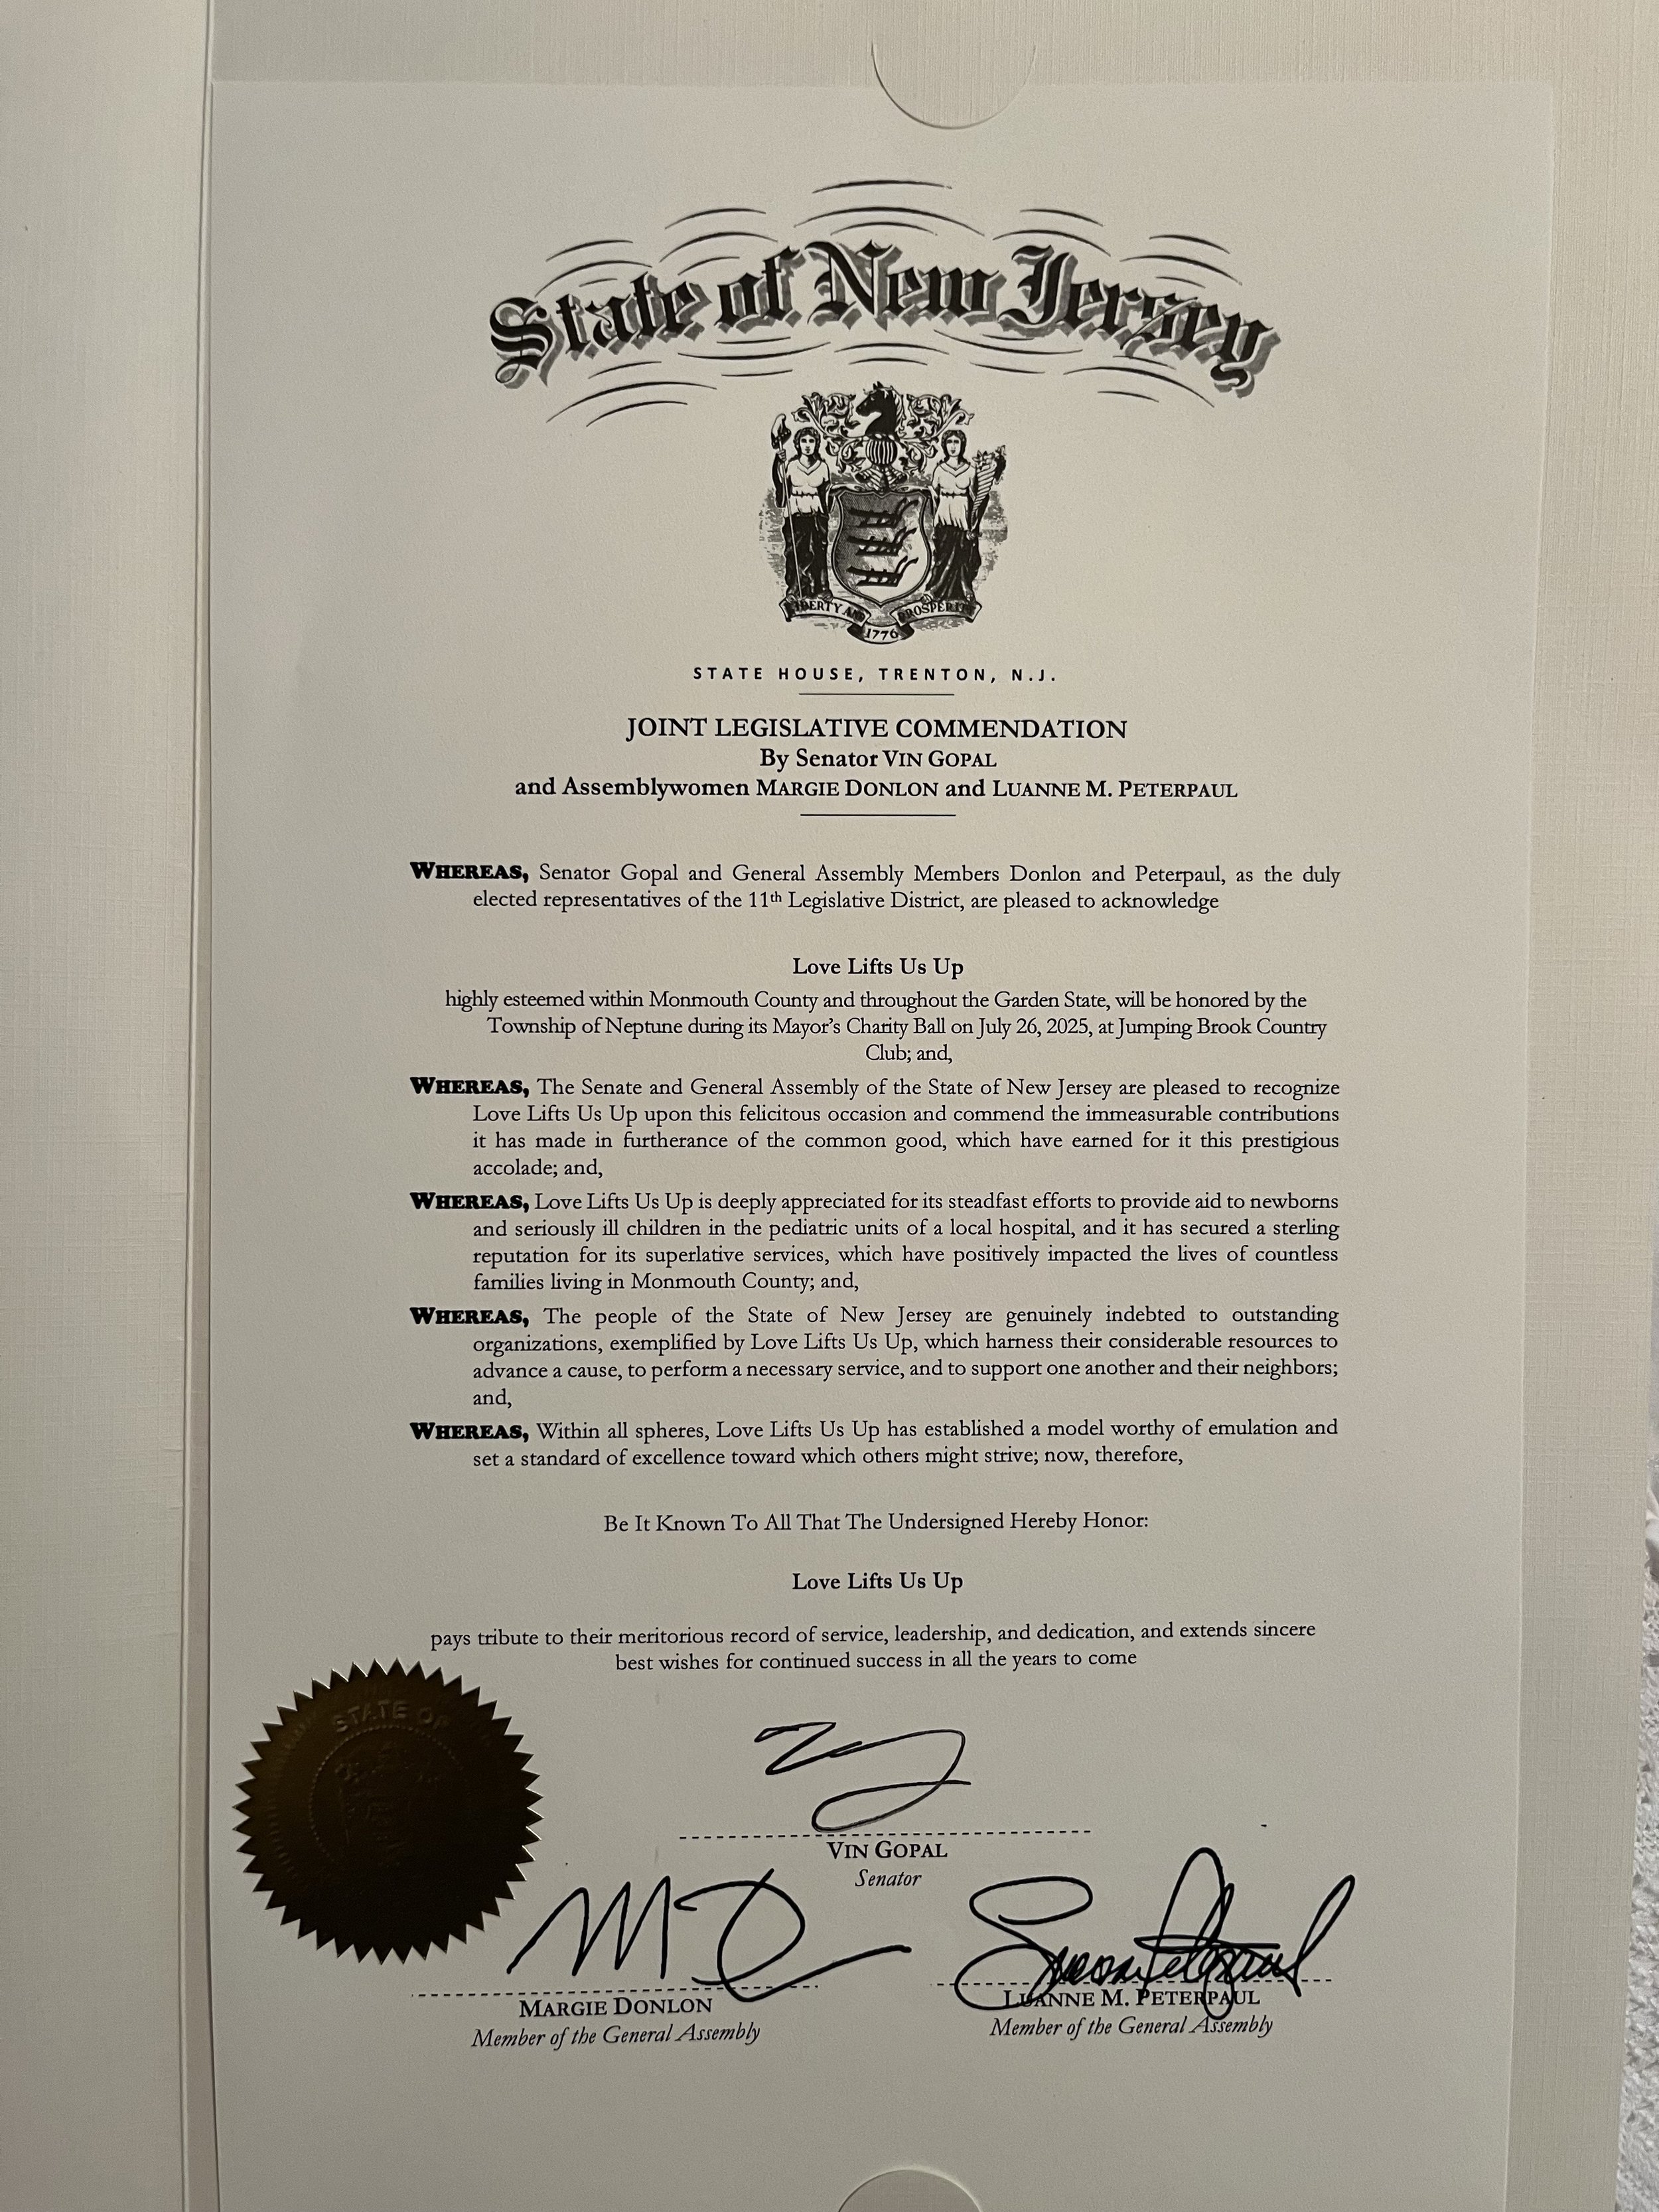 State of New Jersey
LIBERTY AND PROSPERITY
1776
STATE HOUSE, TRENTON, N.J.
JOINT LEGISLATIVE COMMENDATION
By Senator VIN GOPAL
and Assemblywomen MARGIE DONLON and LUANNE M. PETERPAUL
WHEREAS, Senator Gopal and General Assembly Members Donlon and Peterpaul, as the duly
elected representatives of the 11th Legislative District, are pleased to acknowledge
Love Lifts Us Up
highly esteemed within Monmouth County and throughout the Garden State, will be honored by the
Township of Neptune during its Mayor's Charity Ball on July 26, 2025, at Jumping Brook Country
Club; and,
WHEREAS, The Senate and General Assembly of the State of New Jersey are pleased to recognize
Love Lifts Us Up upon this felicitous occasion and commend the immeasurable contributions
it has made in furtherance of the common good, which have earned for it this prestigious
accolade; and,
WHEREAS, Love Lifts Us Up is deeply appreciated for its steadfast efforts to provide aid to newborns
and seriously ill children in the pediatric units of a local hospital, and it has secured a sterling
reputation for its superlative services, which have positively impacted the lives of countless
families living in Monmouth County; and,
WHEREAS, The people of the State of New Jersey are genuinely indebted to outstanding
organizations, exemplified by Love Lifts Us Up, which harness their considerable resources to
advance a cause, to perform a necessary service, and to support one another and their neighbors;
and,
WHEREAS, Within all spheres, Love Lifts Us Up has established a model worthy of emulation and
set a standard of excellence toward which others might strive; now, therefore,
Be It Known To All That The Undersigned Hereby Honor:
Love Lifts Us Up
pays tribute to their meritorious record of service, leadership, and dedication, and extends sincere
best wishes for continued success in all the years to come
STATE OF
VIN GOPAL
Senator
MARGIE DONLON
Member of the General Assembly
LUANNE M. PETERPAUL
Member of the General Assembly